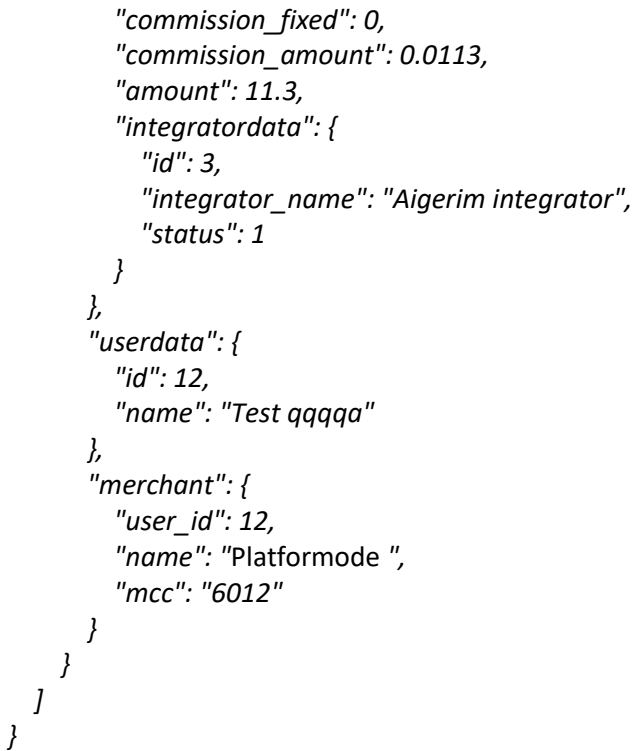 "commission_fixed": 0,
"commission_amount": 0.0113,
"amount": 11.3,
"integratordata": {
"id": 3,
"integrator_name": "Aigerim integrator",
"status": 1
}
},
"userdata": {
"id": 12,
"name": "Test qqqqa"
},
"merchant": {
"user_id": 12,
"name": "Platformode ",
"mcc": "6012"
}
}
]
}